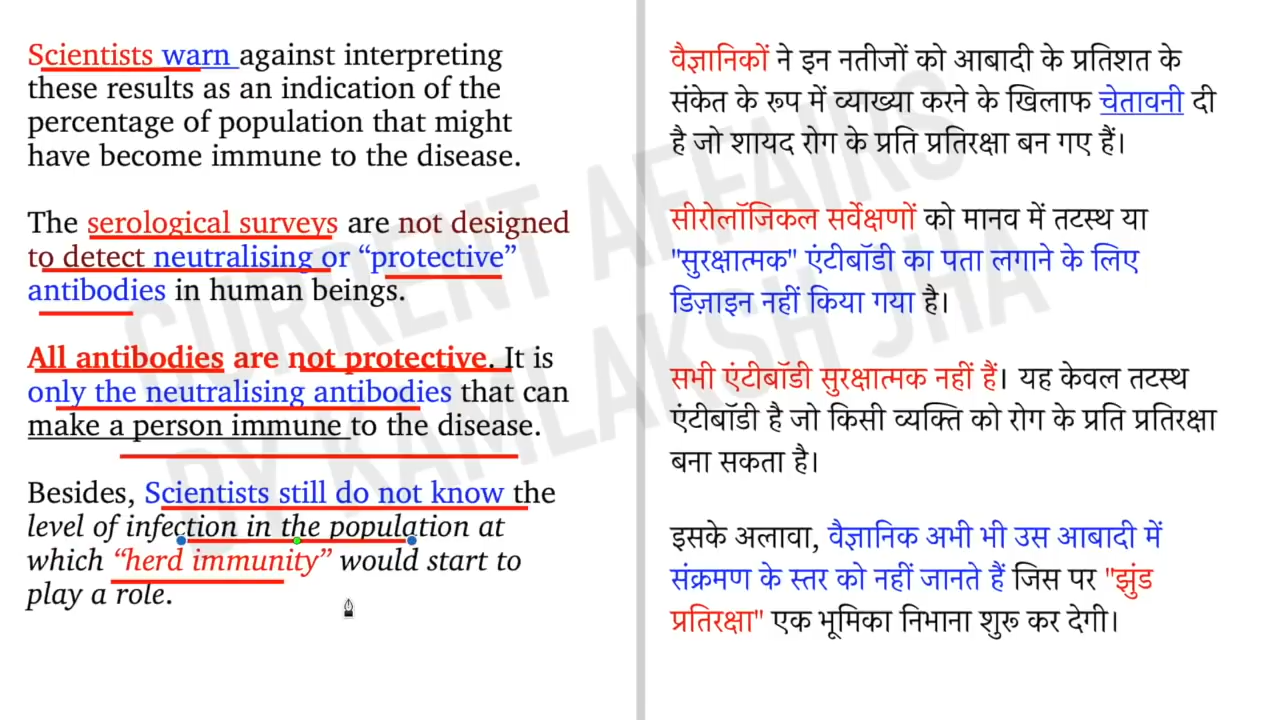 Scientists warn against interpreting
these results as an indication of the
percentage of population that might
have become immune to the disease.
The serological surveys are not designed
to detect neutralising or “protective”
antibodies in human beings.
All antibodies are not protective. It is
only the neutralising antibodies that can
make a person immune to the disease.
Besides, Scientists still do not know the
level of infection in the population at
which “herd immunity” would start to
play a role.
वैज्ञानिकों ने इन नतीजों को आबादी के प्रतिशत के
संकेत के रूप में व्याख्या करने के खिलाफ चेतावनी दी
है जो शायद रोग के प्रति प्रतिरक्षा बन गए हैं।
सीरोलॉजिकल सर्वेक्षणों को मानव में तटस्थ या
"सुरक्षात्मक" एंटीबॉडी का पता लगाने के लिए
डिज़ाइन नहीं किया गया है।
सभी एंटीबॉडी सुरक्षात्मक नहीं हैं। यह केवल तटस्थ
एंटीबॉडी है जो किसी व्यक्ति को रोग के प्रति प्रतिरक्षा
बना सकता है।
इसके अलावा, वैज्ञानिक अभी भी उस आबादी में
संक्रमण के स्तर को नहीं जानते हैं जिस पर "झुंड
प्रतिरक्षा" एक भूमिका निभाना शुरू कर देगी।
CURRENT AFFAIRS
BY KAMLAKSH JHA